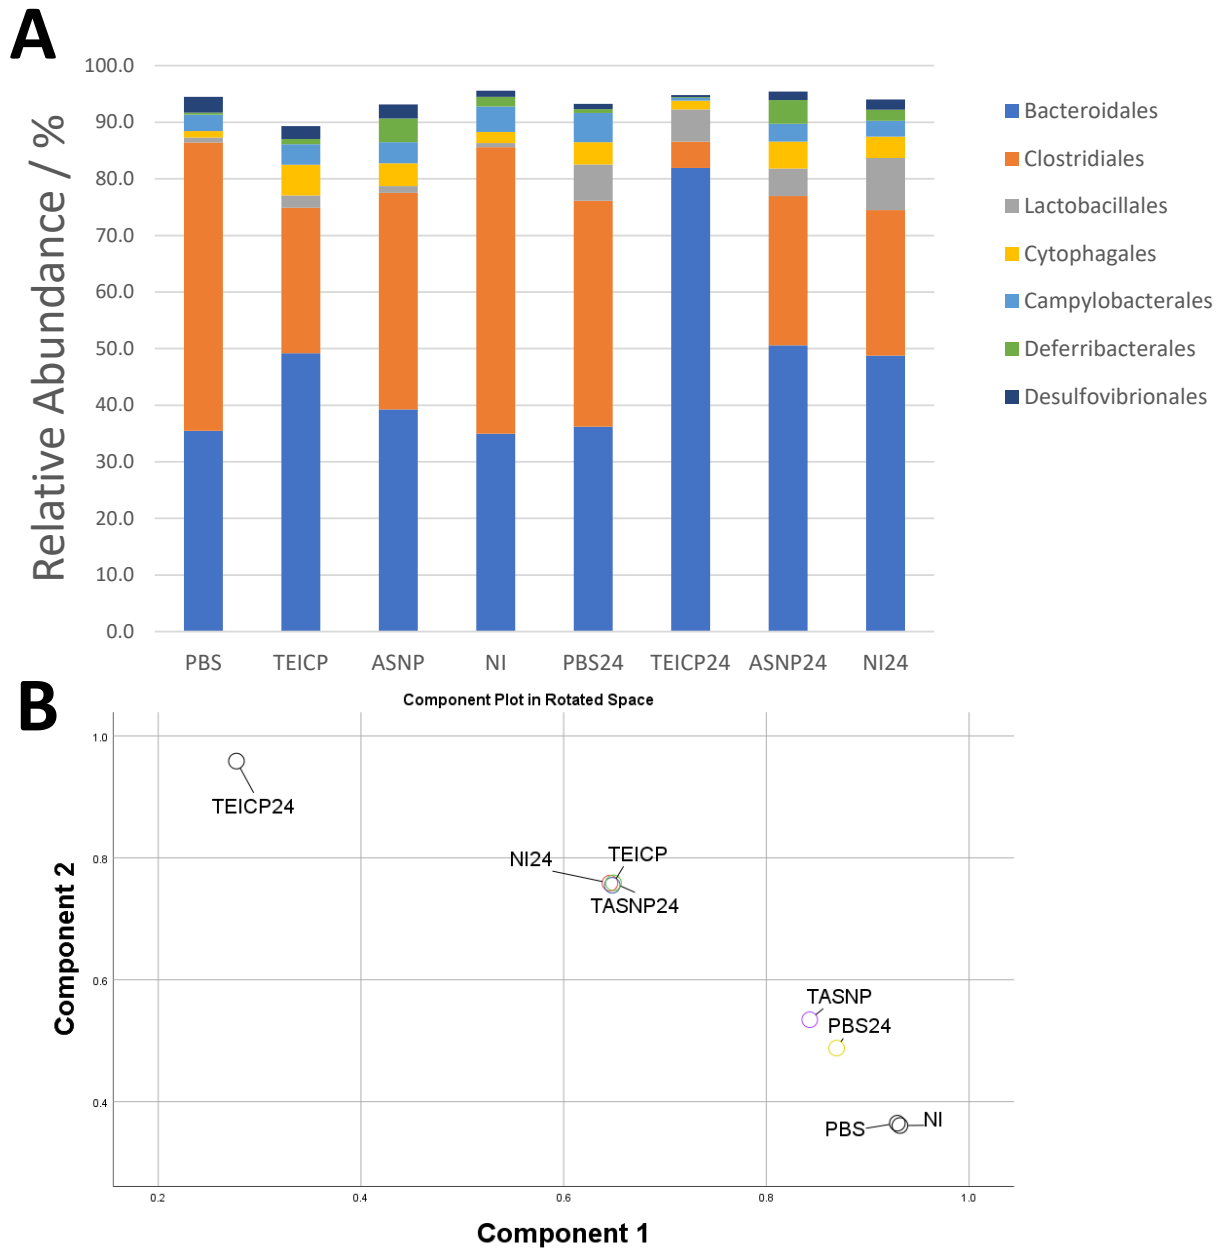 A
Relative Abundance / %
100.0
90.0
80.0
70.0
60.0
50.0
40.0
30.0
20.0
10.0
0.0
PBS TEICP ASNP NI PBS24 TEICP24 ASNP24 NI24
Bacteroidales
Clostridiales
Lactobacillales
Cytophagales
Campylobacterales
Deferribacterales
Desulfovibrionales
B
Component Plot in Rotated Space
Component 2
1.0
0.8
0.6
0.4
TEICP24
NI24
TEICP
TASNP24
TASNP
PBS24
PBS
NI
0.2 0.4 0.6 0.8 1.0
Component 1